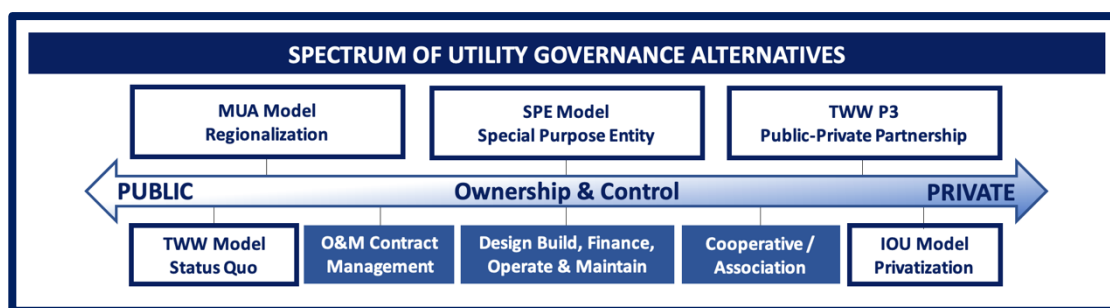 SPECTRUM OF UTILITY GOVERNANCE ALTERNATIVES
MUA Model
Regionalization
SPE Model
Special Purpose Entity
TWW P3
Public-Private Partnership
PUBLIC
Ownership & Control
PRIVATE
TWW Model
Status Quo
O&M Contract
Management
Design Build, Finance,
Operate & Maintain
Cooperative /
Association
IOU Model
Privatization